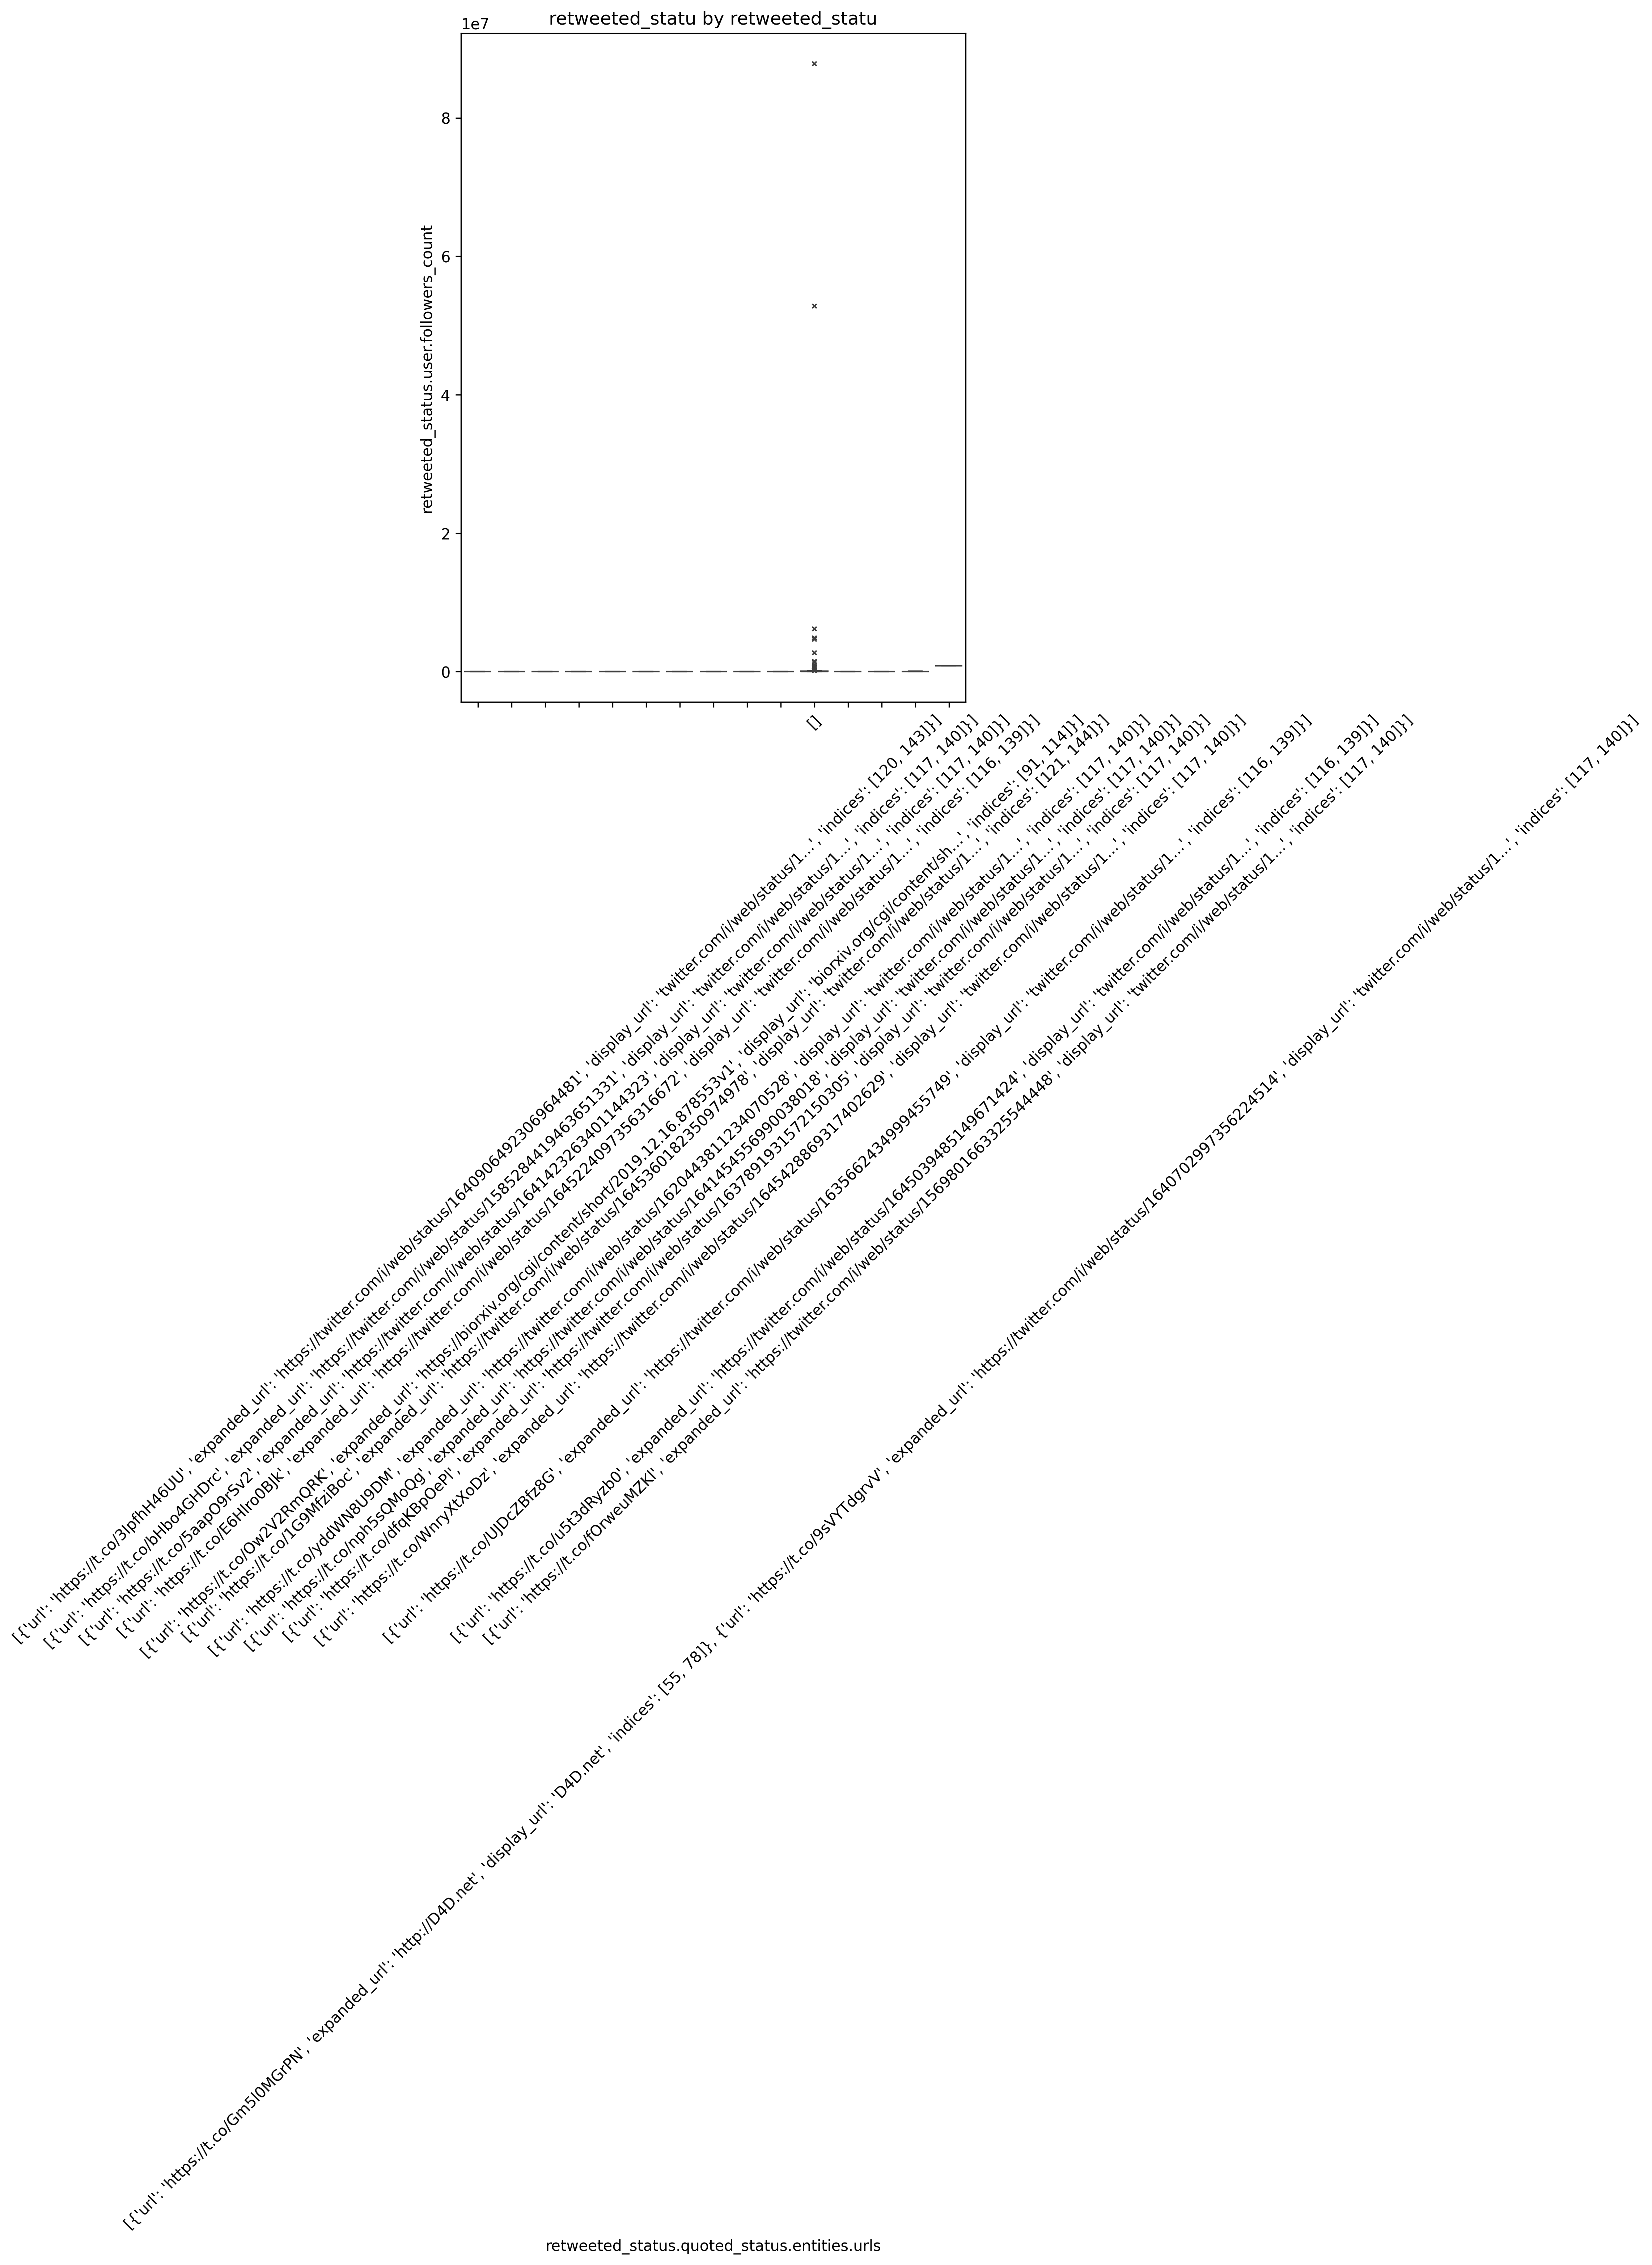 retweeted_statu by retweeted_statu
1e7
8
6
4
2
0
retweeted_status.user.followers_count
[{'url': 'https://t.co/3IpfhH46UU', 'expanded_url': 'https://twitter.com/i/web/status/1640906492306964481', 'display_url': 'twitter.com/i/web/status/1…', 'indices': [120, 143]}]
[{'url': 'https://t.co/bHbo4GHDrc', 'expanded_url': 'https://twitter.com/i/web/status/1585284419463651331', 'display_url': 'twitter.com/i/web/status/1…', 'indices': [117, 140]}]
[{'url': 'https://t.co/5aapO9rSv2', 'expanded_url': 'https://twitter.com/i/web/status/1641423263401144323', 'display_url': 'twitter.com/i/web/status/1…', 'indices': [117, 140]}]
[{'url': 'https://t.co/E6Hlro0BJk', 'expanded_url': 'https://twitter.com/i/web/status/1645224097356316672', 'display_url': 'twitter.com/i/web/status/1…', 'indices': [116, 139]}]
[{'url': 'https://t.co/Ow2V2RmQRK', 'expanded_url': 'https://biorxiv.org/cgi/content/short/2019.12.16.878553v1', 'display_url': 'biorxiv.org/cgi/content/sh…', 'indices': [91, 114]}]
[{'url': 'https://t.co/1G9MfziBoc', 'expanded_url': 'https://twitter.com/i/web/status/1645360182350974978', 'display_url': 'twitter.com/i/web/status/1…', 'indices': [121, 144]}]
[{'url': 'https://t.co/yddWN8U9DM', 'expanded_url': 'https://twitter.com/i/web/status/1620443811234070528', 'display_url': 'twitter.com/i/web/status/1…', 'indices': [117, 140]}]
[{'url': 'https://t.co/nph5sQMoQg', 'expanded_url': 'https://twitter.com/i/web/status/1641454556990038018', 'display_url': 'twitter.com/i/web/status/1…', 'indices': [117, 140]}]
[{'url': 'https://t.co/dfqKBpOePl', 'expanded_url': 'https://twitter.com/i/web/status/1637891931572150305', 'display_url': 'twitter.com/i/web/status/1…', 'indices': [117, 140]}]
[{'url': 'https://t.co/WnryXtXoDz', 'expanded_url': 'https://twitter.com/i/web/status/1645428869317402629', 'display_url': 'twitter.com/i/web/status/1…', 'indices': [117, 140]}]
[]
[{'url': 'https://t.co/UJDcZBfz8G', 'expanded_url': 'https://twitter.com/i/web/status/1635662434999455749', 'display_url': 'twitter.com/i/web/status/1…', 'indices': [116, 139]}]
[{'url': 'https://t.co/Gm5l0MGrPN', 'expanded_url': 'http://D4D.net', 'display_url': 'D4D.net', 'indices': [55, 78]}, {'url': 'https://t.co/9sVYTdgrvV', 'expanded_url': 'https://twitter.com/i/web/status/1640702997356224514', 'display_url': 'twitter.com/i/web/status/1…', 'indices': [117, 140]}]
[{'url': 'https://t.co/u5t3dRyzb0', 'expanded_url': 'https://twitter.com/i/web/status/1645039485149671424', 'display_url': 'twitter.com/i/web/status/1…', 'indices': [116, 139]}]
[{'url': 'https://t.co/fOrweuMZKl', 'expanded_url': 'https://twitter.com/i/web/status/1569801663325544448', 'display_url': 'twitter.com/i/web/status/1…', 'indices': [117, 140]}]
retweeted_status.quoted_status.entities.urls